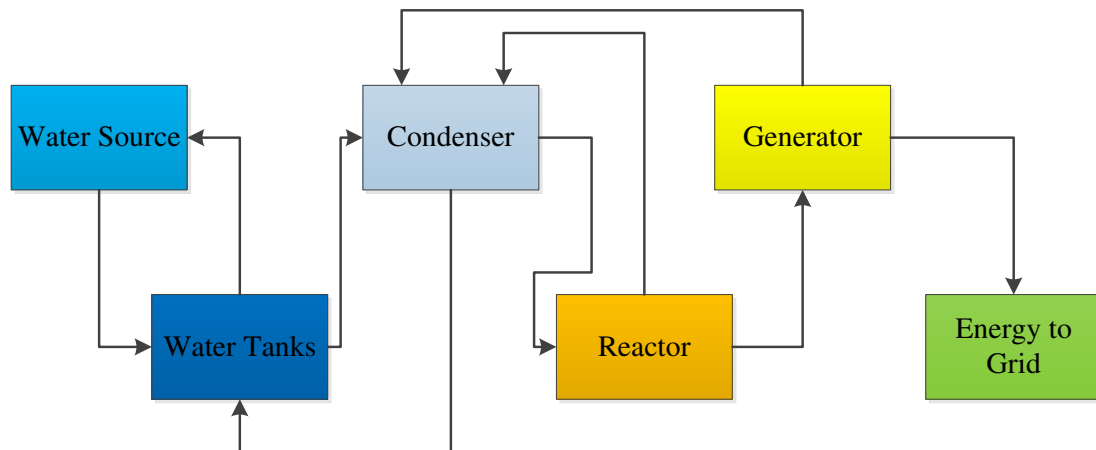 Water Source
Condenser
Generator
Water Tanks
Reactor
Energy to
Grid